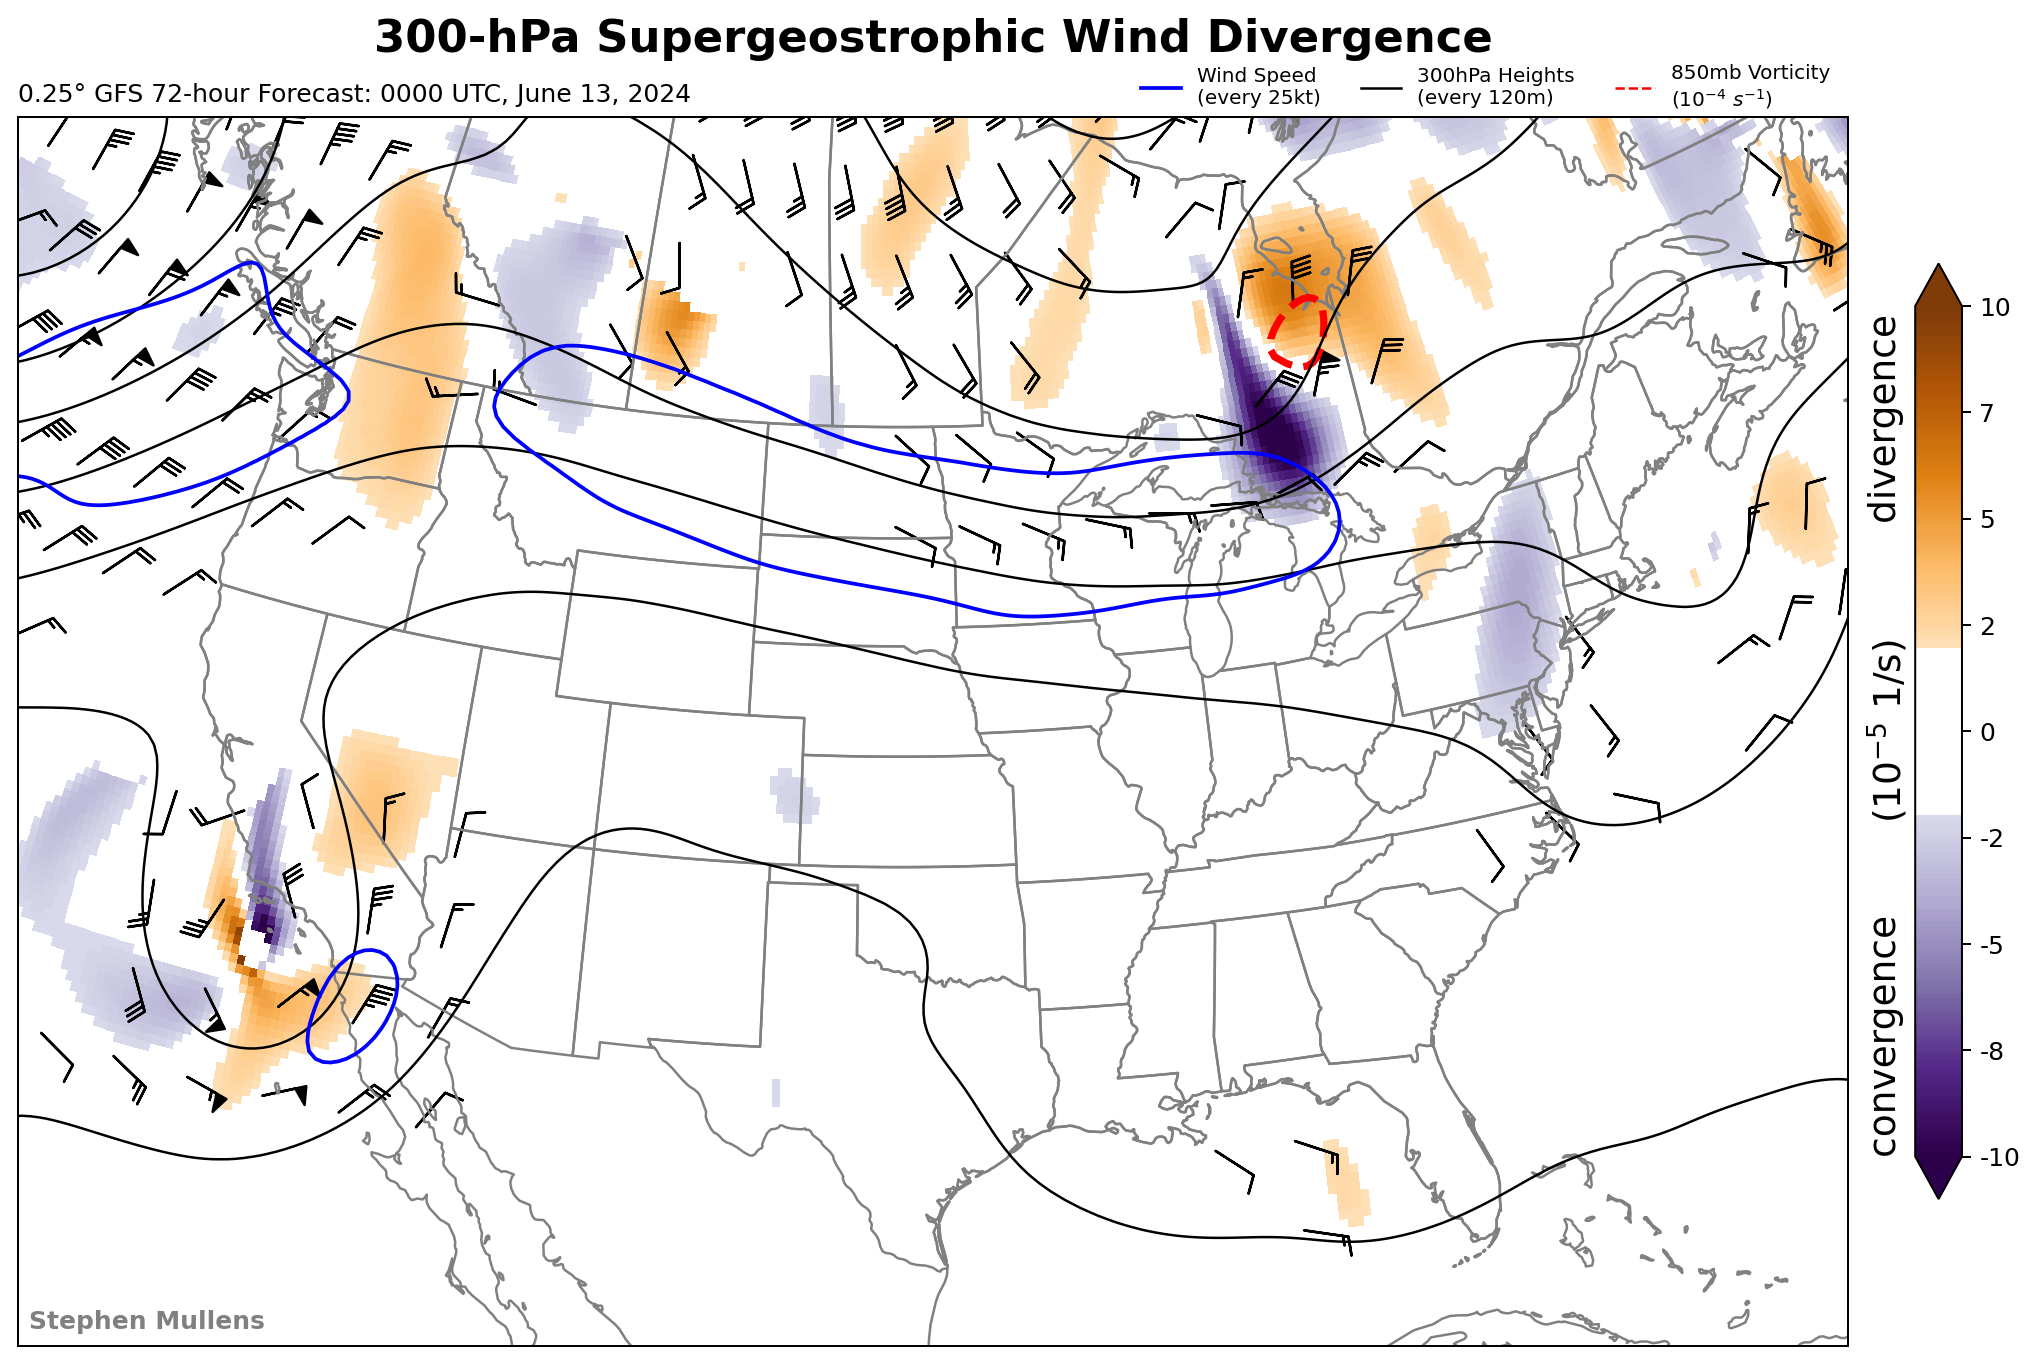 300-hPa Supergeostrophic Wind Divergence
0.25° GFS 72-hour Forecast: 0000 UTC, June 13, 2024
Wind Speed
(every 25kt)
300hPa Heights
(every 120m)
850mb Vorticity
(10⁻⁴ s⁻¹)
10
7
5
2
0
-2
-5
-8
-10
convergence (10⁻⁵ 1/s) divergence
Stephen Mullens